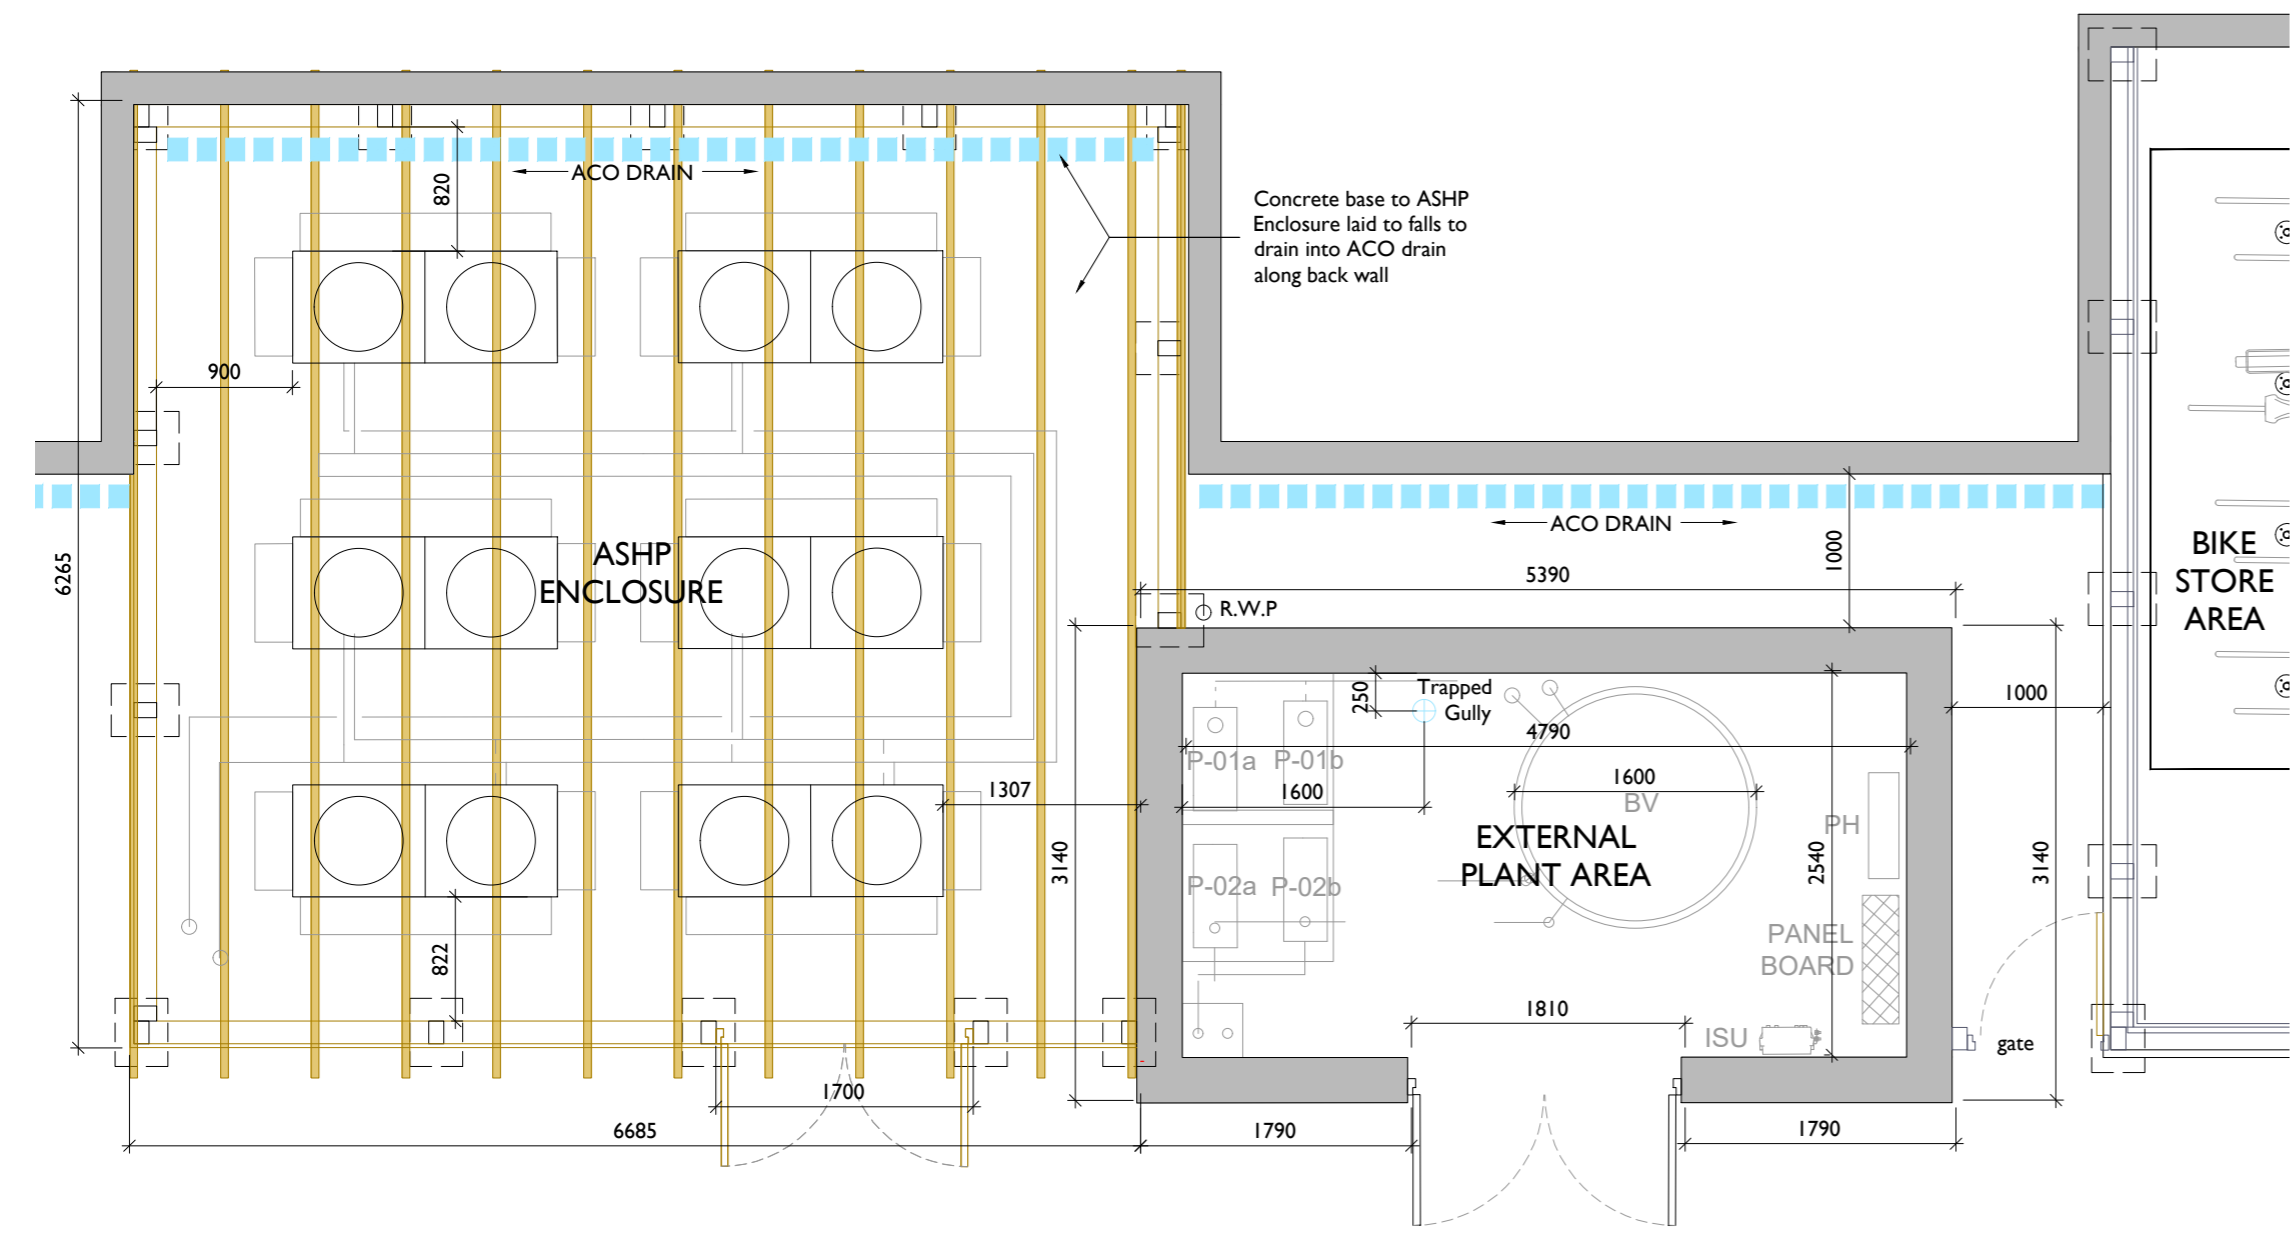 ACO DRAIN
820
Concrete base to ASHP
Enclosure laid to falls to
drain into ACO drain
along back wall
900
ASHP
ENCLOSURE
6265
ACO DRAIN
1000
5390
R.W.P
BIKE
STORE
AREA
250
Trapped
Gully
4790
1000
P-01a
P-01b
1600
1600
BV
1307
PH
EXTERNAL
PLANT AREA
3140
2540
3140
P-02a
P-02b
822
PANEL
BOARD
1810
ISU
gate
1700
6685
1790
1790